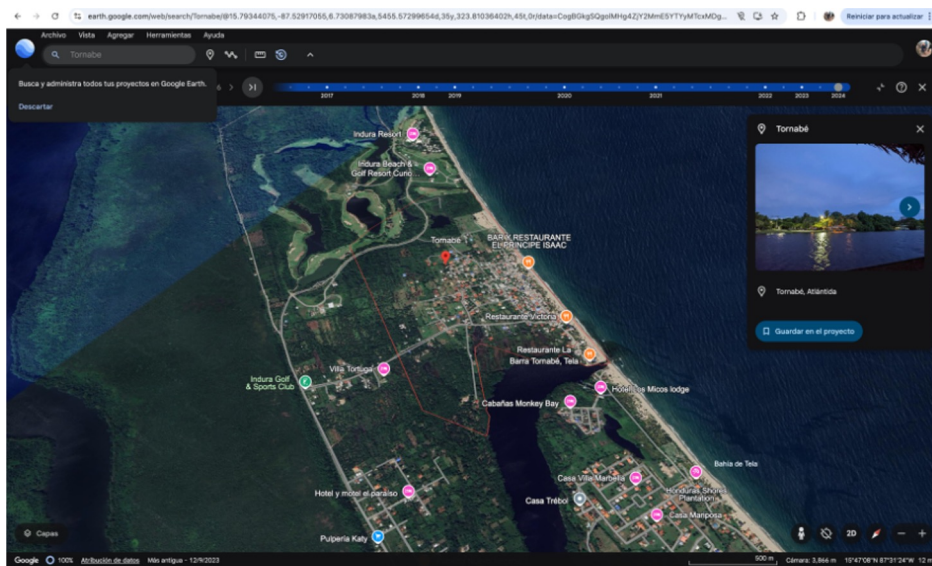 earth.google.com/web/search/Tornabe/@15.79344075,-87.52917055,6.73087983a,5455.57299654d,35y,323.81036402h,45t,0r/data=CogBGkgSQgoIMHg4ZjY2MmE5YTYyMTcxMDg...
Reiniciar para actualizar
Archivo Vista Agregar Herramientas Ayuda
Tornabe
Busca y administra todos tus proyectos en Google Earth.
Descartar
2017 2018 2019 2020 2021 2022 2023 2024
Tornabé
Tornabé, Atlántida
Guardar en el proyecto
Indura Resort
Indura Beach &
Golf Resort Curio...
Tornabé
BAR Y RESTAURANTE
EL PRINCIPE ISAAC
Restaurante Victoria
Restaurante La
Barra Tornabé, Tela
Villa Tortuga
Indura Golf
& Sports Club
Hotel Los Micos lodge
Cabañas Monkey Bay
Bahía de Tela
Casa Villa Marbella
Honduras Shore
Plantation
Casa Trébol
Casa Mariposa
Hotel y motel el paraiso
Pulpería Katy
Capas
2D
Google 100% Atribución de datos Más antigua - 12/9/2023
500 m
Cámara: 3,866 m 15°47'08"N 87°31'24"W 12 m